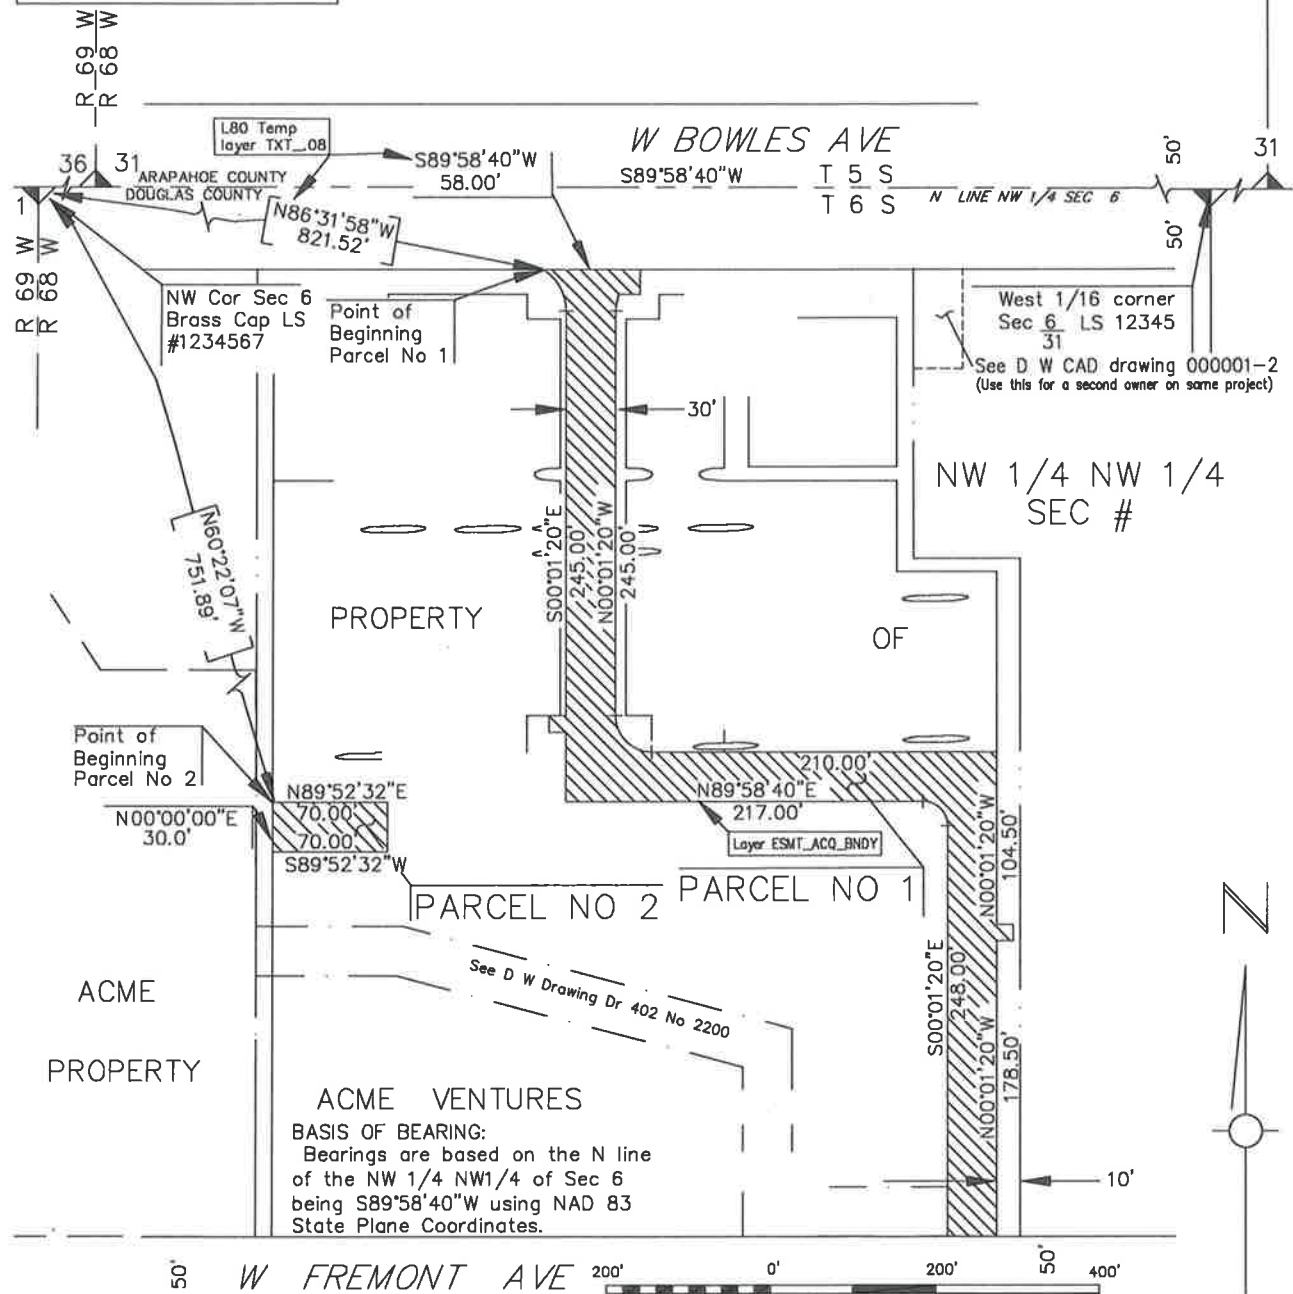 R 69 W
R 68 W
L80 Temp
layer TXT_08
W BOWLES AVE
S89°58'40"W
58.00'
S89°58'40"W
T 5 S
T 6 S
N LINE NW 1/4 SEC 6
50'
50'
31
36
31
1
ARAPAHOE COUNTY
DOUGLAS COUNTY
N86°31'58"W
821.52'
R 69 W
R 68 W
NW Cor Sec 6
Brass Cap LS
#1234567
Point of
Beginning
Parcel No 1
West 1/16 corner
Sec 6/31 LS 12345
See D W CAD drawing 000001-2
(Use this for a second owner on same project)
30'
NW 1/4 NW 1/4
SEC #
N60°22'07"W
751.89'
S00°01'20"E
245.00'
N00°01'20"W
245.00'
PROPERTY
OF
Point of
Beginning
Parcel No 2
N00°00'00"E
30.0'
N89°52'32"E
70.00'
70.00'
S89°52'32"W
210.00'
N89°58'40"E
217.00'
Layer ESMT_ACQ_BNDY
PARCEL NO 2
PARCEL NO 1
N00°01'20"W
104.50'
S00°01'20"E
248.00'
N00°01'20"W
178.50'
N
See D W Drawing Dr 402 No 2200
ACME
PROPERTY
ACME VENTURES
BASIS OF BEARING:
Bearings are based on the N line
of the NW 1/4 NW1/4 of Sec 6
being S89°58'40"W using NAD 83
State Plane Coordinates.
10'
50'
W FREMONT AVE
200'
0'
200'
50'
400'